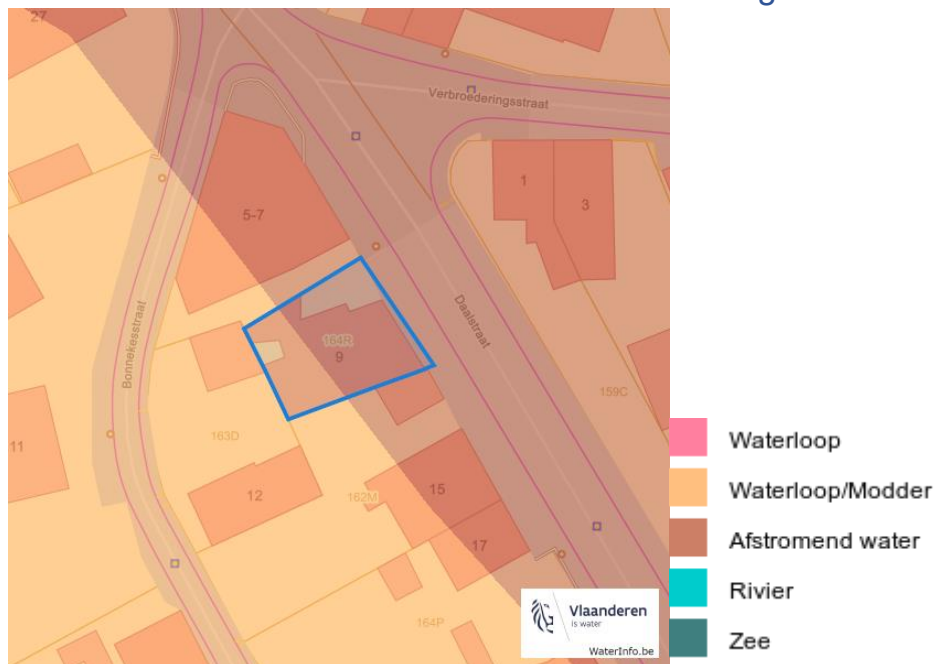 g
27
Verbroederingsstraat
1
3
5-7
Daalstraat
Bonnekesstraat
164R
9
159C
11
163D
12
162M
15
17
164P
Vlaanderen
is water
WaterInfo.be
Waterloop
Waterloop/Modder
Afstromend water
Rivier
Zee